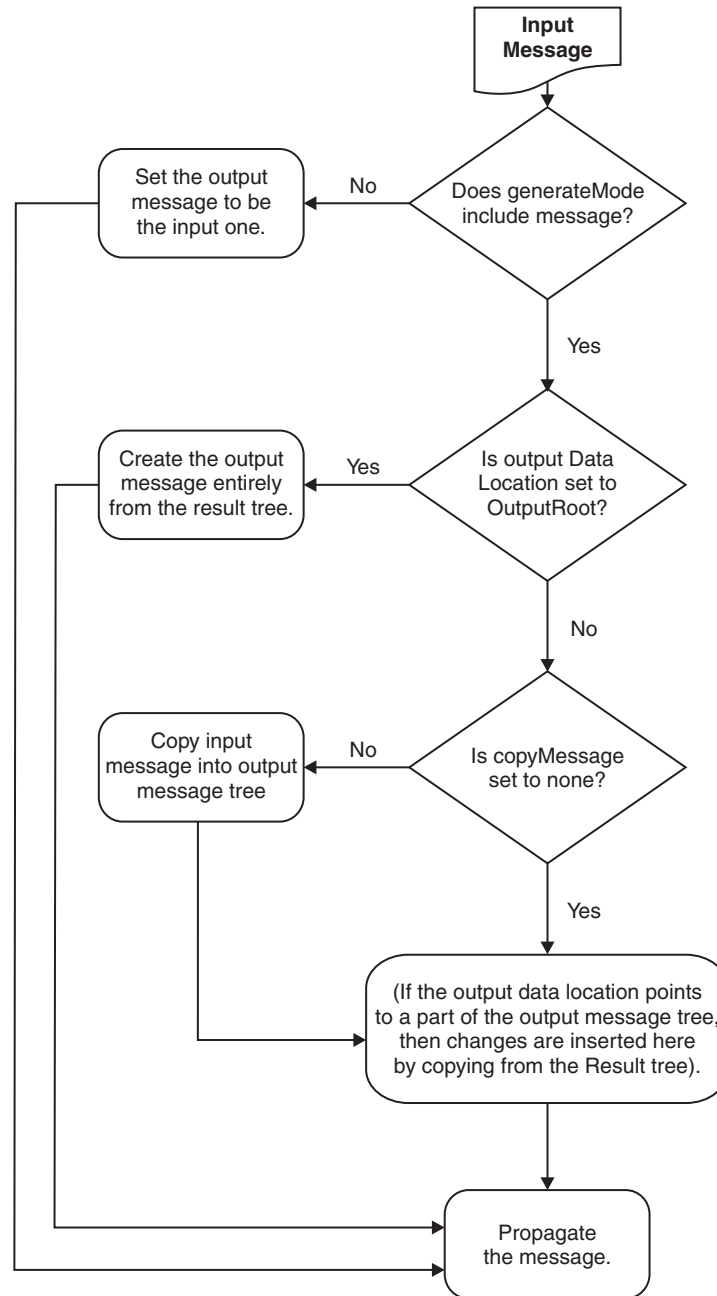 Input
Message
Does generateMode
include message?
No
Set the output
message to be
the input one.
Yes
Is output Data
Location set to
OutputRoot?
Yes
Create the output
message entirely
from the result tree.
No
Is copyMessage
set to none?
No
Copy input
message into output
message tree
Yes
(If the output data location points
to a part of the output message tree,
then changes are inserted here
by copying from the Result tree).
Propagate
the message.